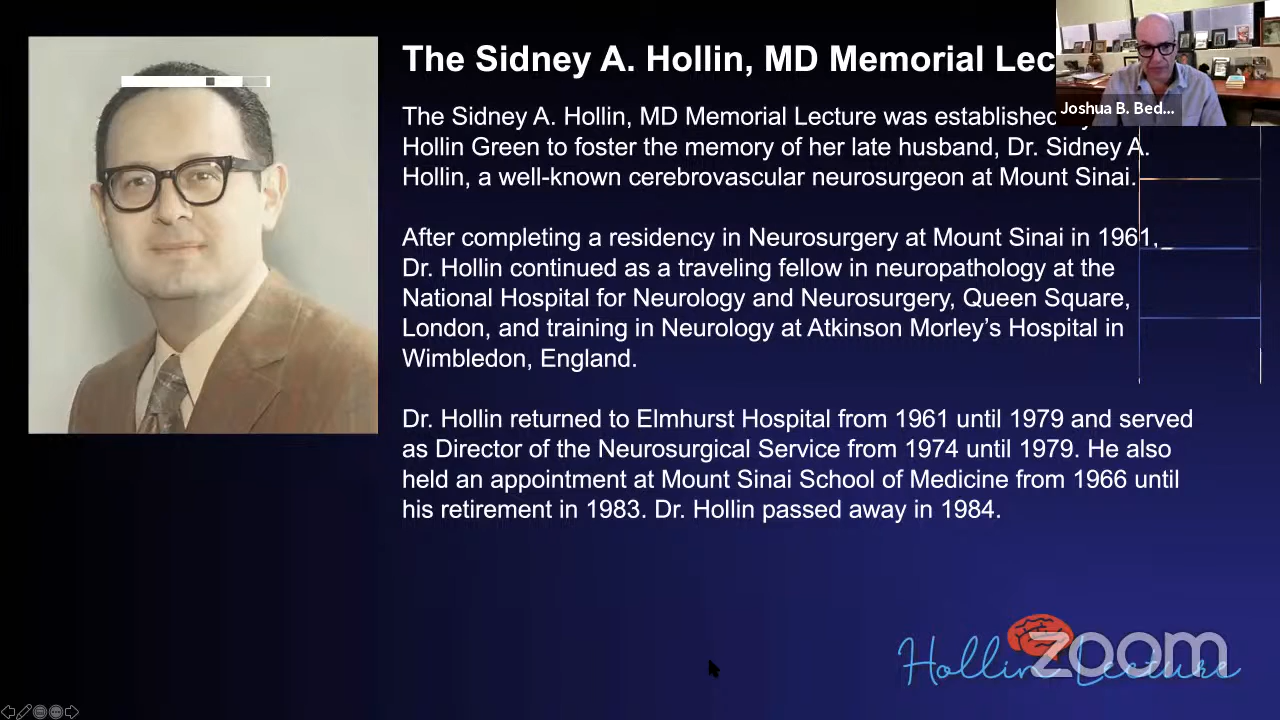 The Sidney A. Hollin, MD Memorial Lec
Joshua B. Bed...
The Sidney A. Hollin, MD Memorial Lecture was established
Hollin Green to foster the memory of her late husband, Dr. Sidney A.
Hollin, a well-known cerebrovascular neurosurgeon at Mount Sinai.
After completing a residency in Neurosurgery at Mount Sinai in 1961,
Dr. Hollin continued as a traveling fellow in neuropathology at the
National Hospital for Neurology and Neurosurgery, Queen Square,
London, and training in Neurology at Atkinson Morley’s Hospital in
Wimbledon, England.
Dr. Hollin returned to Elmhurst Hospital from 1961 until 1979 and served
as Director of the Neurosurgical Service from 1974 until 1979. He also
held an appointment at Mount Sinai School of Medicine from 1966 until
his retirement in 1983. Dr. Hollin passed away in 1984.
Hollin Lecture
zoom